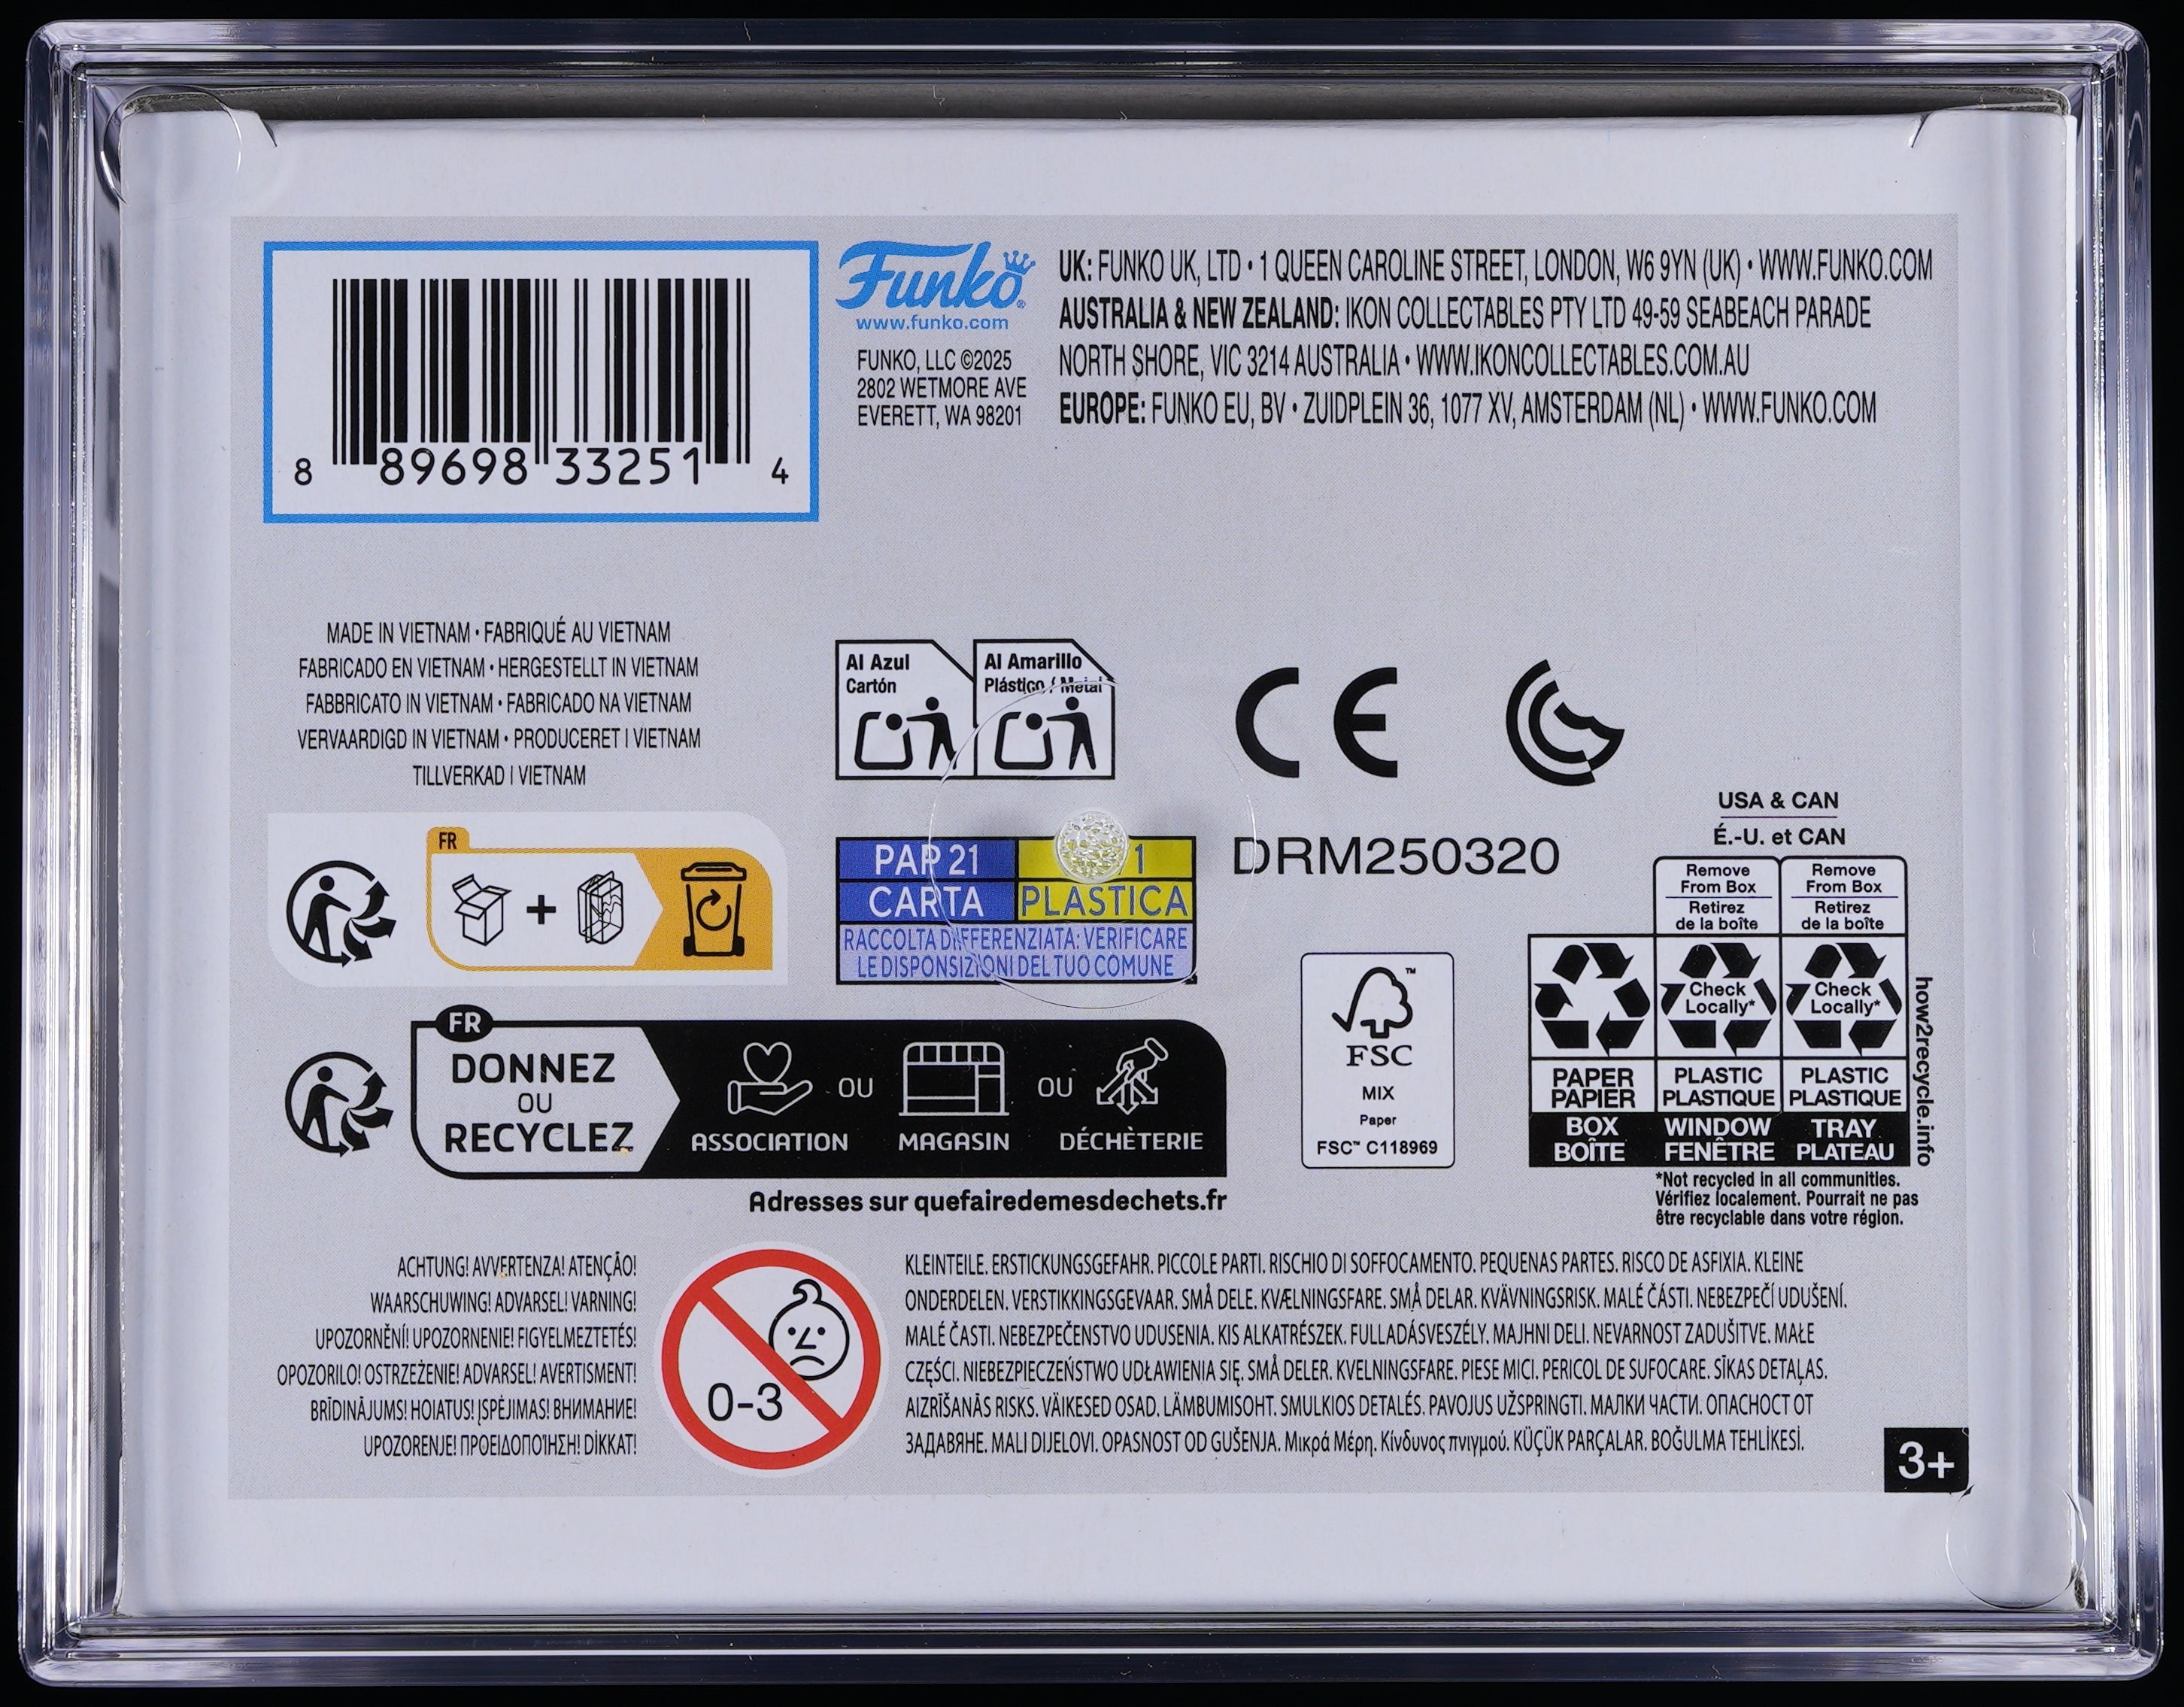 8 89698 33251 4
Funko®
www.funko.com
FUNKO, LLC ©2025
2802 WETMORE AVE
EVERETT, WA 98201
UK: FUNKO UK, LTD • 1 QUEEN CAROLINE STREET, LONDON, W6 9YN (UK) • WWW.FUNKO.COM
AUSTRALIA & NEW ZEALAND: IKON COLLECTABLES PTY LTD 49-59 SEABEACH PARADE
NORTH SHORE, VIC 3214 AUSTRALIA • WWW.IKONCOLLECTABLES.COM.AU
EUROPE: FUNKO EU, BV • ZUIDPLEIN 36, 1077 XV, AMSTERDAM (NL) • WWW.FUNKO.COM
MADE IN VIETNAM • FABRIQUÉ AU VIETNAM
FABRICADO EN VIETNAM • HERGESTELLT IN VIETNAM
FABBRICATO IN VIETNAM • FABRICADO NA VIETNAM
VERVAARDIGD IN VIETNAM • PRODUCERET I VIETNAM
TILLVERKAD I VIETNAM
Al Azul
Cartón
Al Amarillo
Plástico / Metal
CE
FR
PAP 21
1
CARTA
PLASTICA
RACCOLTA DIFFERENZIATA: VERIFICARE
LE DISPONSIZIONI DEL TUO COMUNE
DRM250320
USA & CAN
É.-U. et CAN
Remove
From Box
Retirez
de la boîte
Remove
From Box
Retirez
de la boîte
Check
Locally*
Check
Locally*
PAPER
PAPIER
PLASTIC
PLASTIQUE
PLASTIC
PLASTIQUE
BOX
BOÎTE
WINDOW
FENÊTRE
TRAY
PLATEAU
how2recycle.info
*Not recycled in all communities.
Vérifiez localement. Pourrait ne pas
être recyclable dans votre région.
FSC
MIX
Paper
FSC™ C118969
FR
DONNEZ
OU
RECYCLEZ
ASSOCIATION
OU
MAGASIN
OU
DÉCHÈTERIE
Adresses sur quefairedemesdechets.fr
ACHTUNG! AVVERTENZA! ATENÇÃO!
WAARSCHUWING! ADVARSEL! VARNING!
UPOZORNĚNÍ! UPOZORNENIE! FIGYELMEZTETÉS!
OPOZORILO! OSTRZEŻENIE! ADVARSEL! AVERTISMENT!
BRĪDINĀJUMS! HOIATUS! ĮSPĖJIMAS! ВНИМАНИЕ!
UPOZORENJE! ΠΡΟΕΙΔΟΠΟΊΗΣΗ! DİKKAT!
0-3
KLEINTEILE. ERSTICKUNGSGEFAHR. PICCOLE PARTI. RISCHIO DI SOFFOCAMENTO. PEQUENAS PARTES. RISCO DE ASFIXIA. KLEINE
ONDERDELEN. VERSTIKKINGSGEVAAR. SMÅ DELE. KVÆLNINGSFARE. SMÅ DELAR. KVÄVNINGSRISK. MALÉ ČÁSTI. NEBEZPEČÍ UDUŠENÍ.
MALÉ ČASTI. NEBEZPEČENSTVO UDUSENIA. KIS ALKATRÉSZEK. FULLADÁSVESZÉLY. MAJHNI DELI. NEVARNOST ZADUŠITVE. MAŁE
CZĘŚCI. NIEBEZPIECZEŃSTWO UDŁAWIENIA SIĘ. SMÅ DELER. KVELNINGSFARE. PIESE MICI. PERICOL DE SUFOCARE. SĪKAS DETAĻAS.
AIZRĪŠANĀS RISKS. VÄIKESED OSAD. LÄMBUMISOHT. SMULKIOS DETALĖS. PAVOJUS UŽSPRINGTI. МАЛКИ ЧАСТИ. ОПАСНОСТ ОТ
ЗАДАВЯНЕ. MALI DIJELOVI. OPASNOST OD GUŠENJA. Μικρά Μέρη. Κίνδυνος πνιγμού. KÜÇÜK PARÇALAR. BOĞULMA TEHLİKESİ.
3+